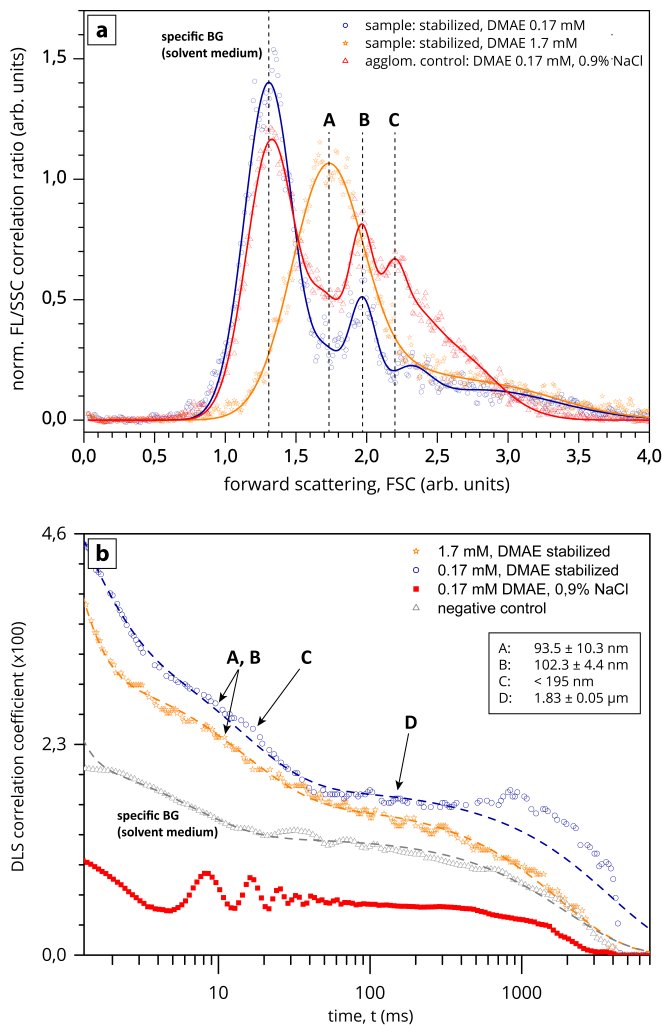 a
specific BG
(solvent medium)
sample: stabilized, DMAE 0.17 mM
sample: stabilized, DMAE 1.7 mM
agglom. control: DMAE 0.17 mM, 0.9% NaCl
A B C
norm. FL/SSC correlation ratio (arb. units)
1,5
1,0
0,5
0,0
0,0 0,5 1,0 1,5 2,0 2,5 3,0 3,5 4,0
forward scattering, FSC (arb. units)
b
1.7 mM, DMAE stabilized
0.17 mM, DMAE stabilized
0.17 mM DMAE, 0,9% NaCl
negative control
A: 93.5 ± 10.3 nm
B: 102.3 ± 4.4 nm
C: < 195 nm
D: 1.83 ± 0.05 µm
A, B
C
D
specific BG
(solvent medium)
DLS correlation coefficient (x100)
4,6
2,3
0,0
10 100 1000
time, t (ms)